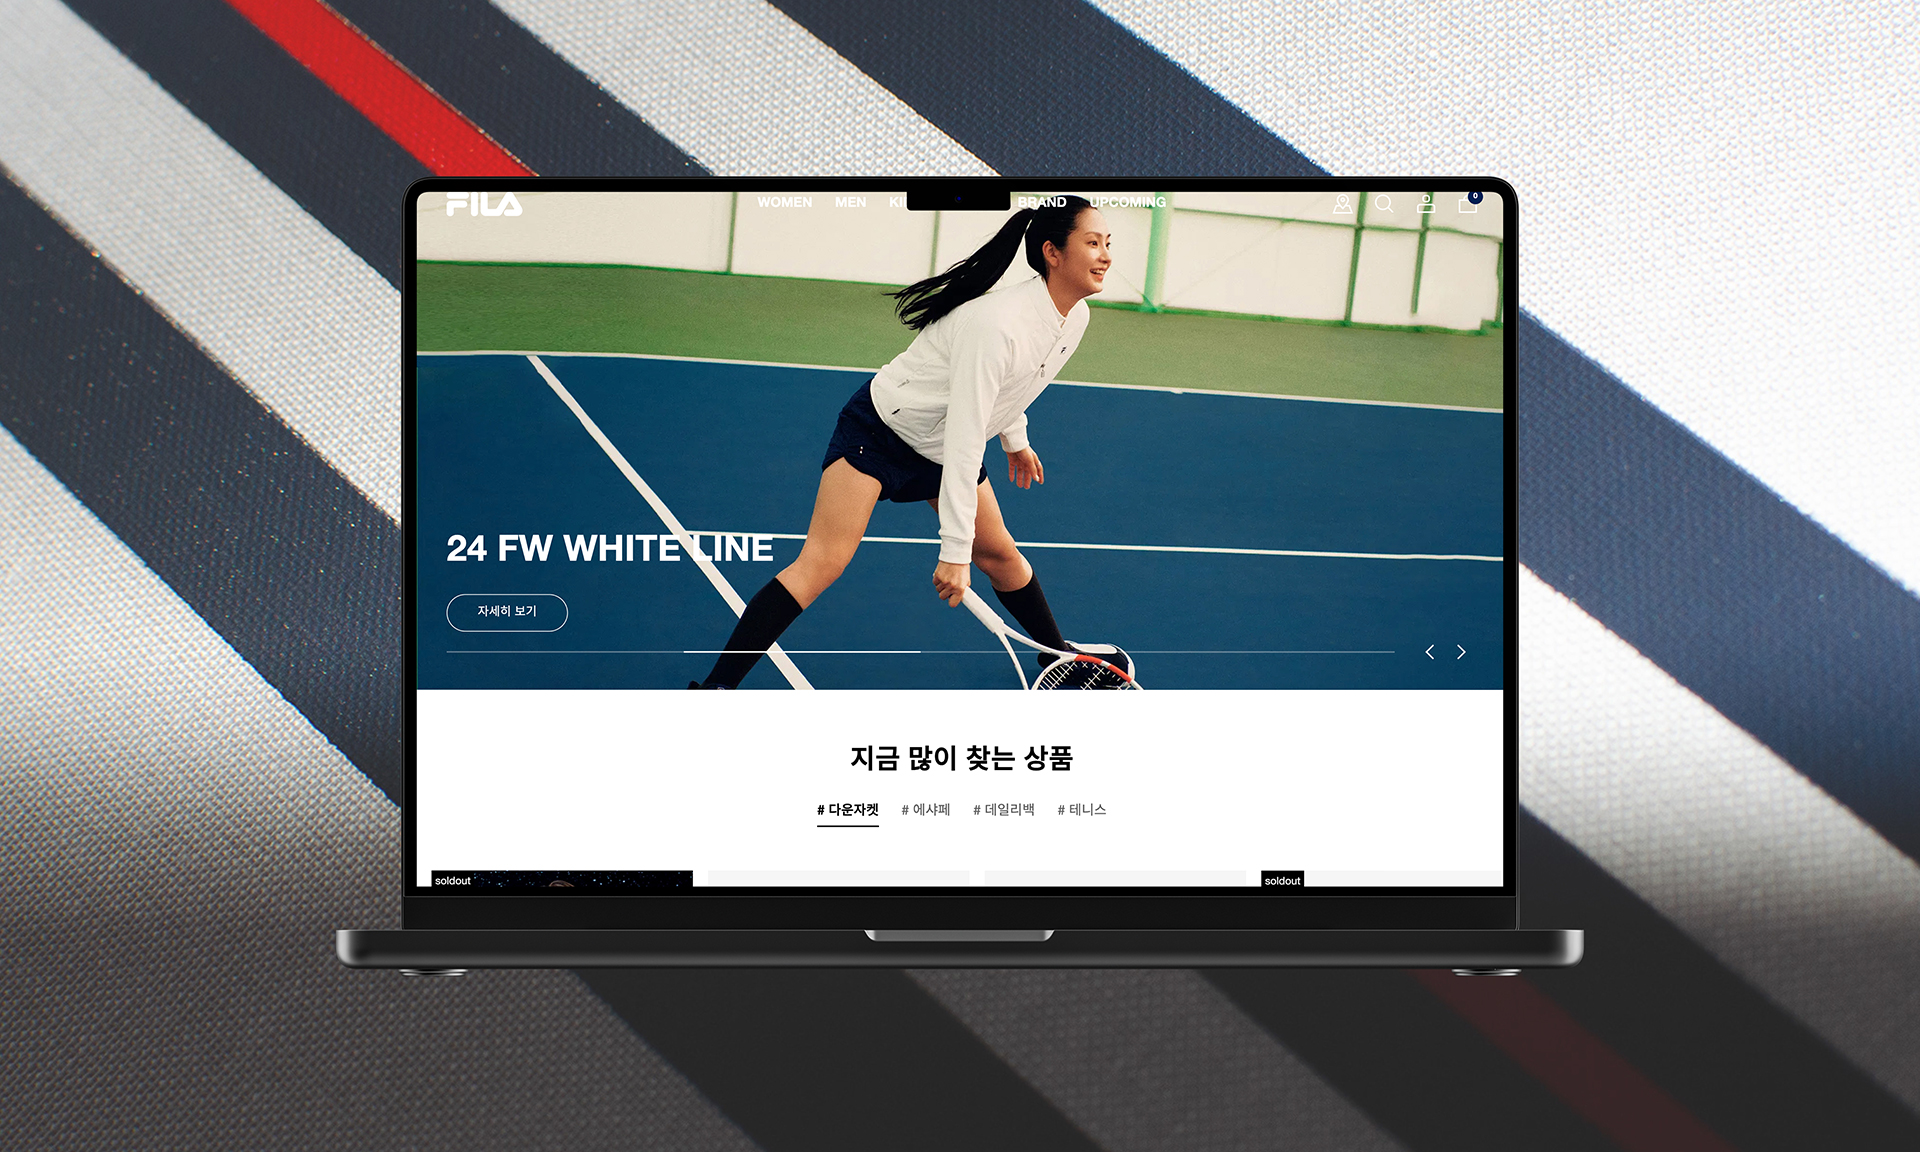 FILA
WOMEN MEN BRAND UPCOMING
0
24 FW WHITE LINE
자세히 보기
지금 많이 찾는 상품
# 다운자켓 # 에샤페 # 데일리백 # 테니스
soldout soldout